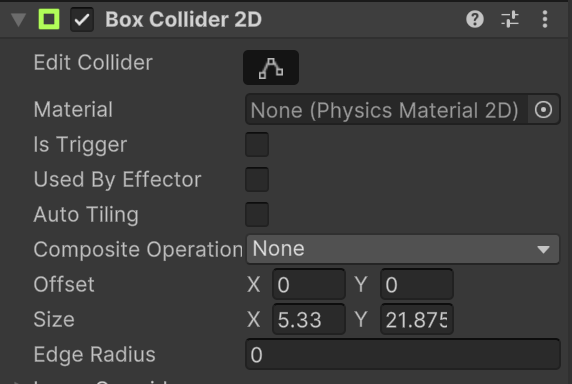 Box Collider 2D
Edit Collider
Material None (Physics Material 2D)
Is Trigger
Used By Effector
Auto Tiling
Composite Operation None
Offset X 0 Y 0
Size X 5.33 Y 21.875
Edge Radius 0